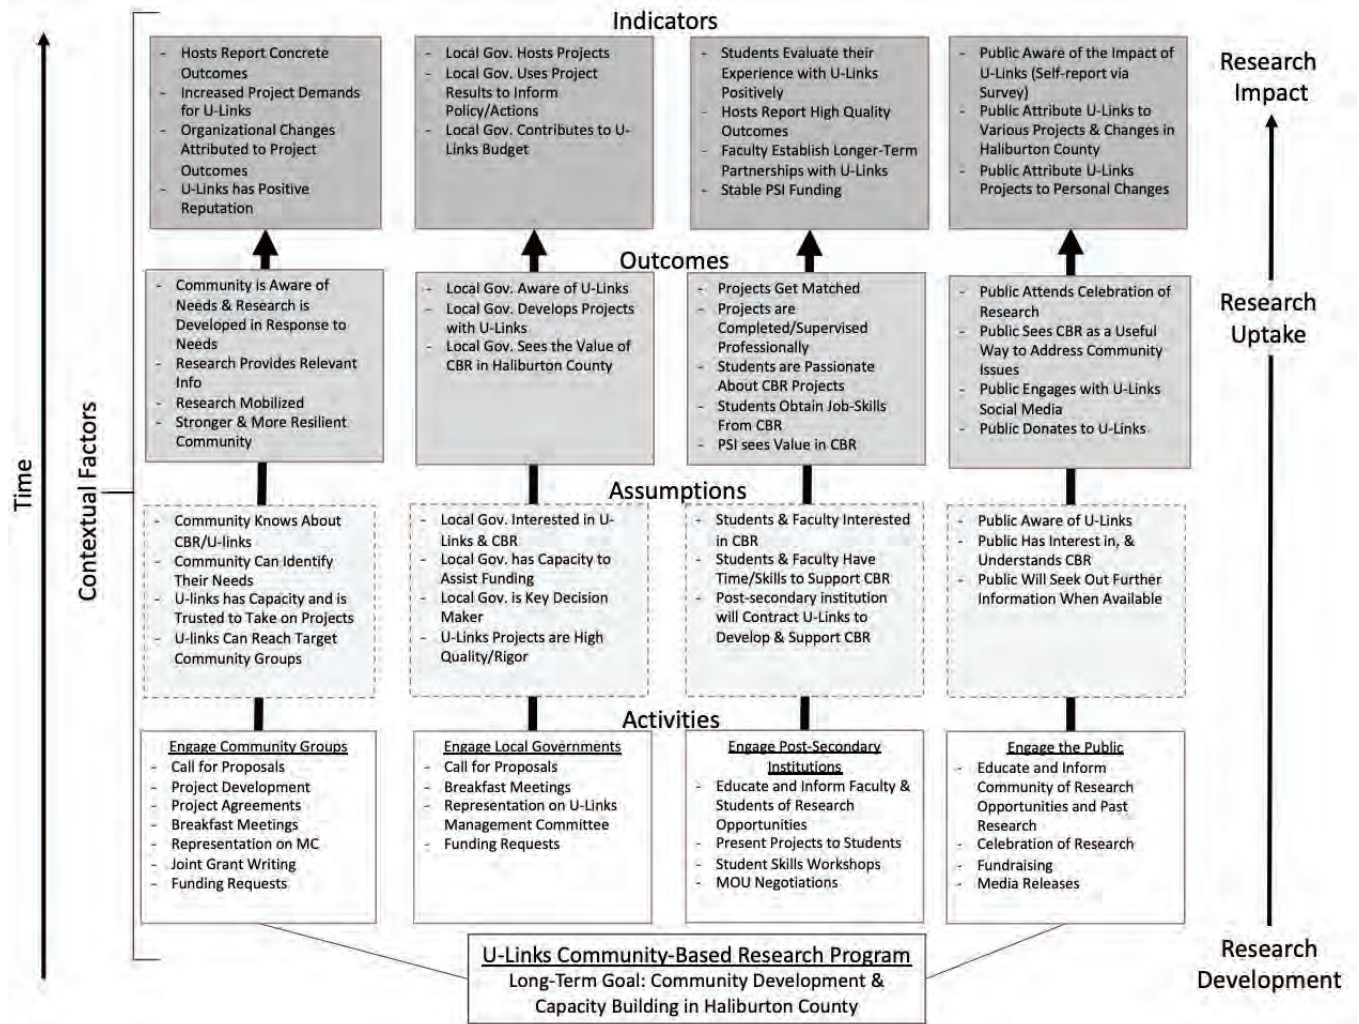 Indicators
- Hosts Report Concrete
Outcomes
- Increased Project Demands
for U-Links
- Organizational Changes
Attributed to Project
Outcomes
- U-Links has Positive
Reputation
- Local Gov. Hosts Projects
- Local Gov. Uses Project
Results to Inform
Policy/Actions
- Local Gov. Contributes to U-
Links Budget
- Students Evaluate their
Experience with U-Links
Positively
- Hosts Report High Quality
Outcomes
- Faculty Establish Longer-Term
Partnerships with U-Links
- Stable PSI Funding
- Public Aware of the Impact of
U-Links (Self-report via
Survey)
- Public Attribute U-Links to
Various Projects & Changes in
Haliburton County
- Public Attribute U-Links
Projects to Personal Changes
Research
Impact
Outcomes
- Community is Aware of
Needs & Research is
Developed in Response to
Needs
- Research Provides Relevant
Info
- Research Mobilized
- Stronger & More Resilient
Community
- Local Gov. Aware of U-Links
- Local Gov. Develops Projects
with U-Links
- Local Gov. Sees the Value of
CBR in Haliburton County
- Projects Get Matched
- Projects are
Completed/Supervised
Professionally
- Students are Passionate
About CBR Projects
- Students Obtain Job-Skills
From CBR
- PSI sees Value in CBR
- Public Attends Celebration of
Research
- Public Sees CBR as a Useful
Way to Address Community
Issues
- Public Engages with U-Links
Social Media
- Public Donates to U-Links
Research
Uptake
Time
Contextual Factors
Assumptions
- Community Knows About
CBR/U-links
- Community Can Identify
Their Needs
- U-links has Capacity and is
Trusted to Take on Projects
- U-links Can Reach Target
Community Groups
- Local Gov. Interested in U-
Links & CBR
- Local Gov. has Capacity to
Assist Funding
- Local Gov. is Key Decision
Maker
- U-Links Projects are High
Quality/Rigor
- Students & Faculty Interested
in CBR
- Students & Faculty Have
Time/Skills to Support CBR
- Post-secondary institution
will Contract U-Links to
Develop & Support CBR
- Public Aware of U-Links
- Public Has Interest in, &
Understands CBR
- Public Will Seek Out Further
Information When Available
Activities
Engage Community Groups
- Call for Proposals
- Project Development
- Project Agreements
- Breakfast Meetings
- Representation on MC
- Joint Grant Writing
- Funding Requests
Engage Local Governments
- Call for Proposals
- Breakfast Meetings
- Representation on U-Links
Management Committee
- Funding Requests
Engage Post-Secondary
Institutions
- Educate and Inform Faculty &
Students of Research
Opportunities
- Present Projects to Students
- Student Skills Workshops
- MOU Negotiations
Engage the Public
- Educate and Inform
Community of Research
Opportunities and Past
Research
- Celebration of Research
- Fundraising
- Media Releases
Research
Development
U-Links Community-Based Research Program
Long-Term Goal: Community Development &
Capacity Building in Haliburton County